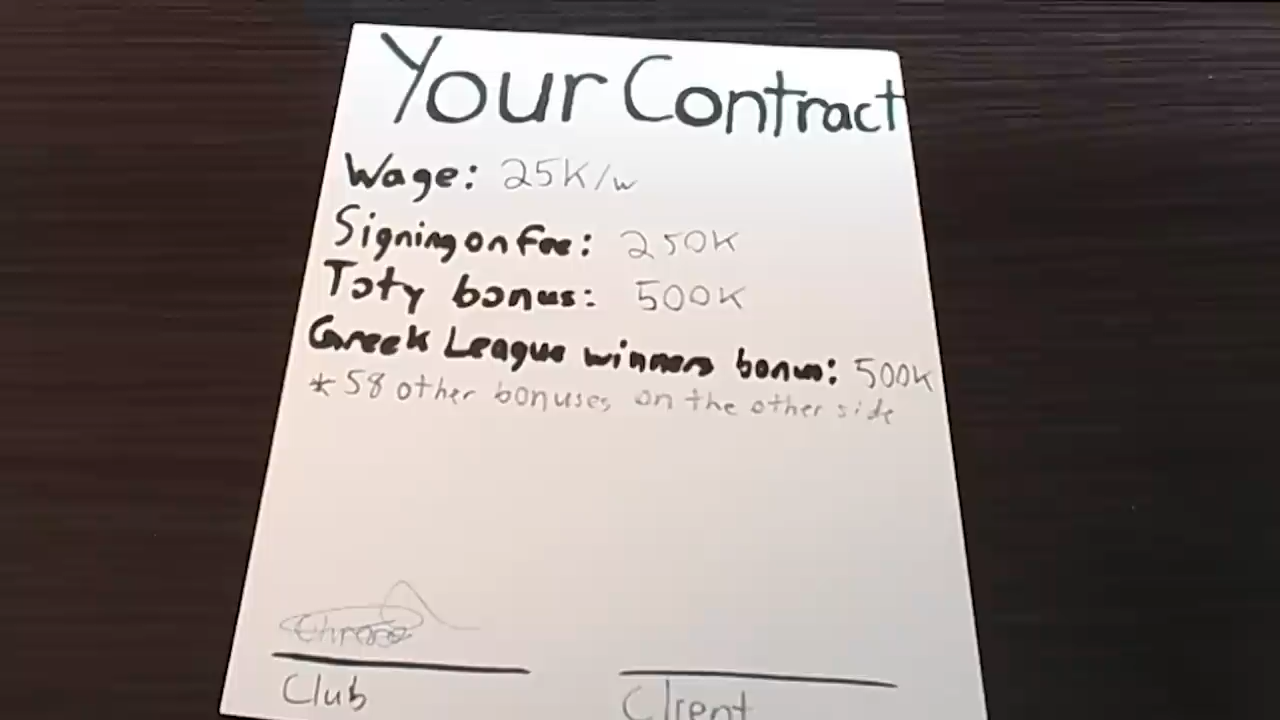 Your Contract
Wage: 25K/w
Signing on Fee: 250K
Toty bonus: 500K
Greek League winners bonus: 500K
*58 other bonuses on the other side
Club
Client